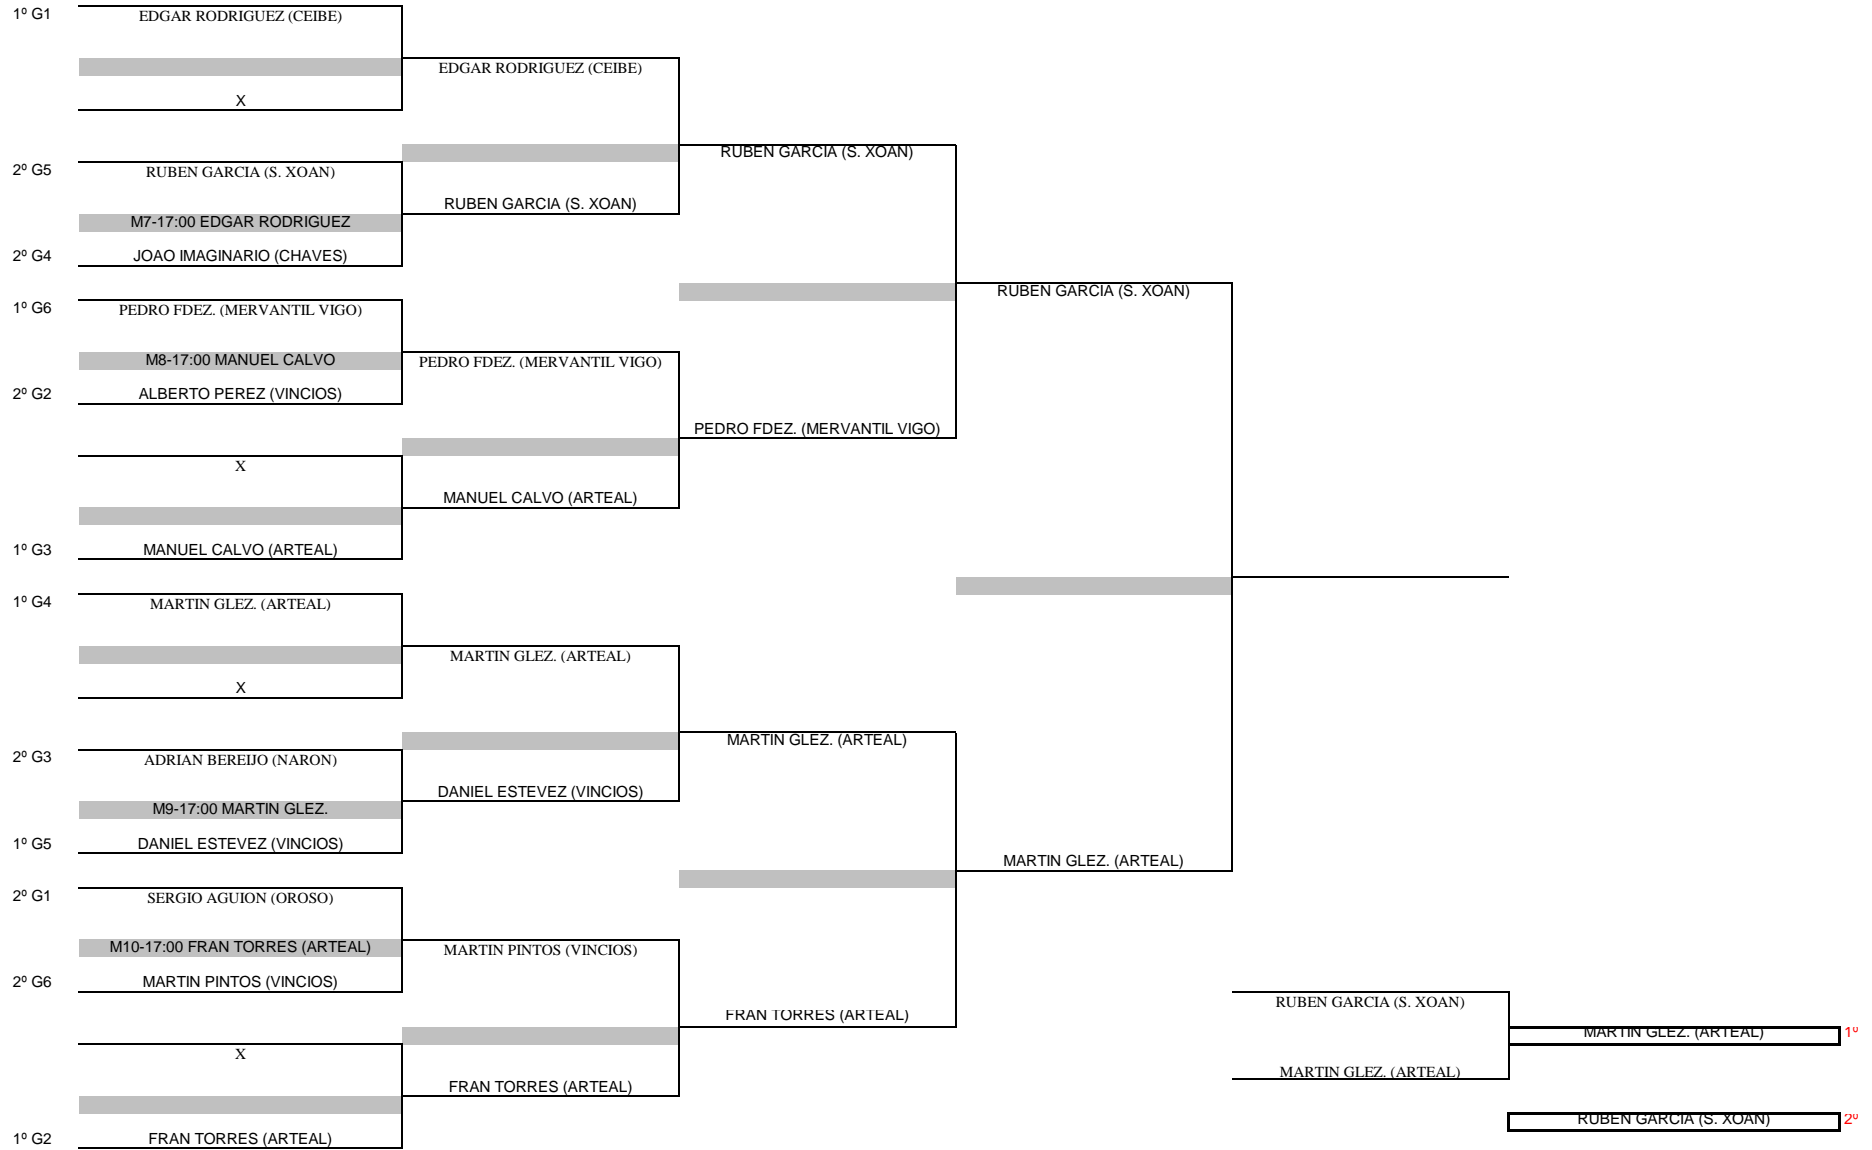 1º G1
EDGAR RODRIGUEZ (CEIBE)
EDGAR RODRIGUEZ (CEIBE)
X
RUBEN GARCIA (S. XOAN)
2º G5
RUBEN GARCIA (S. XOAN)
RUBEN GARCIA (S. XOAN)
M7-17:00 EDGAR RODRIGUEZ
2º G4
JOAO IMAGINARIO (CHAVES)
RUBEN GARCIA (S. XOAN)
1º G6
PEDRO FDEZ. (MERVANTIL VIGO)
M8-17:00 MANUEL CALVO
PEDRO FDEZ. (MERVANTIL VIGO)
2º G2
ALBERTO PEREZ (VINCIOS)
PEDRO FDEZ. (MERVANTIL VIGO)
X
MANUEL CALVO (ARTEAL)
1º G3
MANUEL CALVO (ARTEAL)
1º G4
MARTIN GLEZ. (ARTEAL)
MARTIN GLEZ. (ARTEAL)
X
MARTIN GLEZ. (ARTEAL)
2º G3
ADRIAN BEREIJO (NARON)
DANIEL ESTEVEZ (VINCIOS)
M9-17:00 MARTIN GLEZ.
1º G5
DANIEL ESTEVEZ (VINCIOS)
MARTIN GLEZ. (ARTEAL)
2º G1
SERGIO AGUION (OROSO)
M10-17:00 FRAN TORRES (ARTEAL)
MARTIN PINTOS (VINCIOS)
2º G6
MARTIN PINTOS (VINCIOS)
RUBEN GARCIA (S. XOAN)
FRAN TORRES (ARTEAL)
MARTIN GLEZ. (ARTEAL)
1º
X
MARTIN GLEZ. (ARTEAL)
FRAN TORRES (ARTEAL)
RUBEN GARCIA (S. XOAN)
2º
1º G2
FRAN TORRES (ARTEAL)